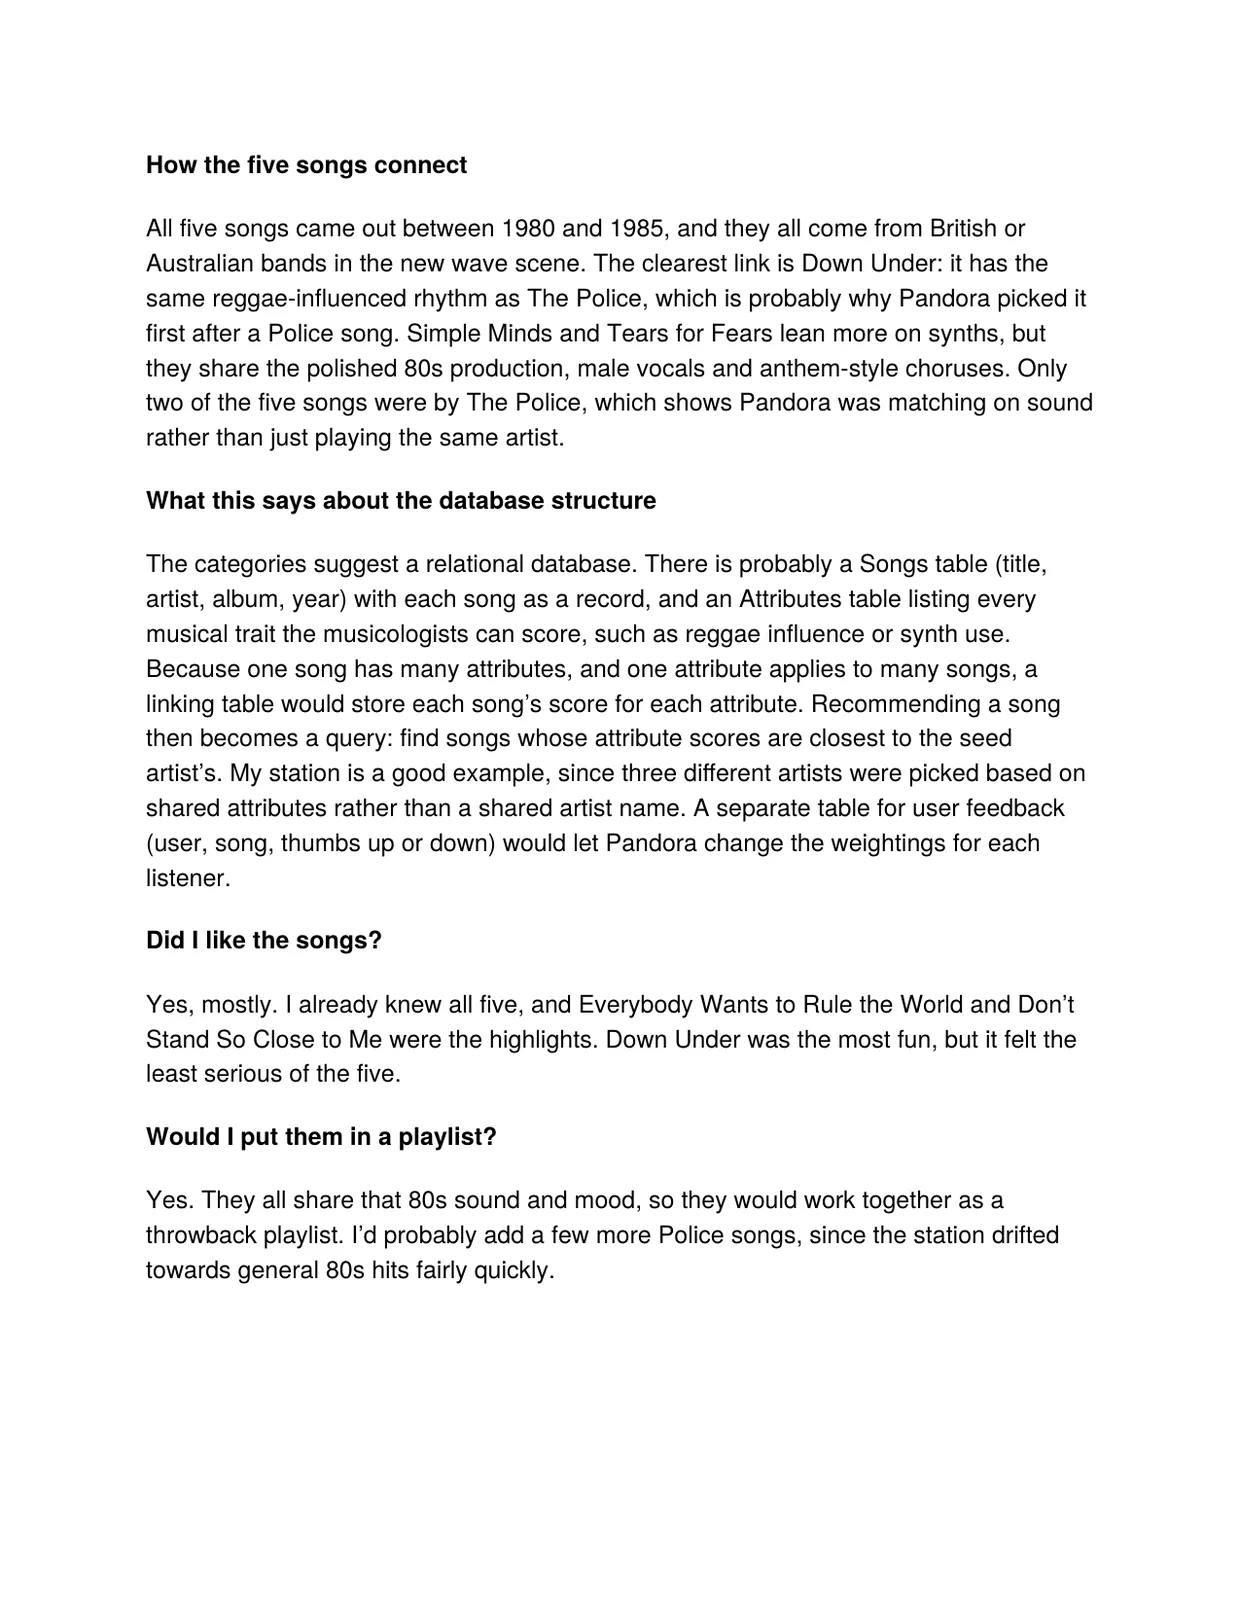 How the five songs connect
All five songs came out between 1980 and 1985, and they all come from British or
Australian bands in the new wave scene. The clearest link is Down Under: it has the
same reggae-influenced rhythm as The Police, which is probably why Pandora picked it
first after a Police song. Simple Minds and Tears for Fears lean more on synths, but
they share the polished 80s production, male vocals and anthem-style choruses. Only
two of the five songs were by The Police, which shows Pandora was matching on sound
rather than just playing the same artist.
What this says about the database structure
The categories suggest a relational database. There is probably a Songs table (title,
artist, album, year) with each song as a record, and an Attributes table listing every
musical trait the musicologists can score, such as reggae influence or synth use.
Because one song has many attributes, and one attribute applies to many songs, a
linking table would store each song’s score for each attribute. Recommending a song
then becomes a query: find songs whose attribute scores are closest to the seed
artist’s. My station is a good example, since three different artists were picked based on
shared attributes rather than a shared artist name. A separate table for user feedback
(user, song, thumbs up or down) would let Pandora change the weightings for each
listener.
Did I like the songs?
Yes, mostly. I already knew all five, and Everybody Wants to Rule the World and Don’t
Stand So Close to Me were the highlights. Down Under was the most fun, but it felt the
least serious of the five.
Would I put them in a playlist?
Yes. They all share that 80s sound and mood, so they would work together as a
throwback playlist. I’d probably add a few more Police songs, since the station drifted
towards general 80s hits fairly quickly.